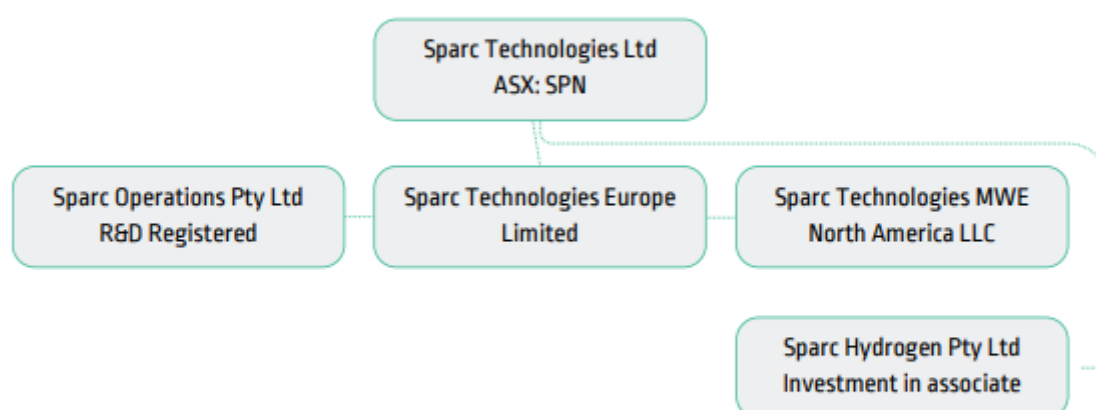 Sparc Technologies Ltd
ASX: SPN
Sparc Operations Pty Ltd
R&D Registered
Sparc Technologies Europe
Limited
Sparc Technologies MWE
North America LLC
Sparc Hydrogen Pty Ltd
Investment in associate